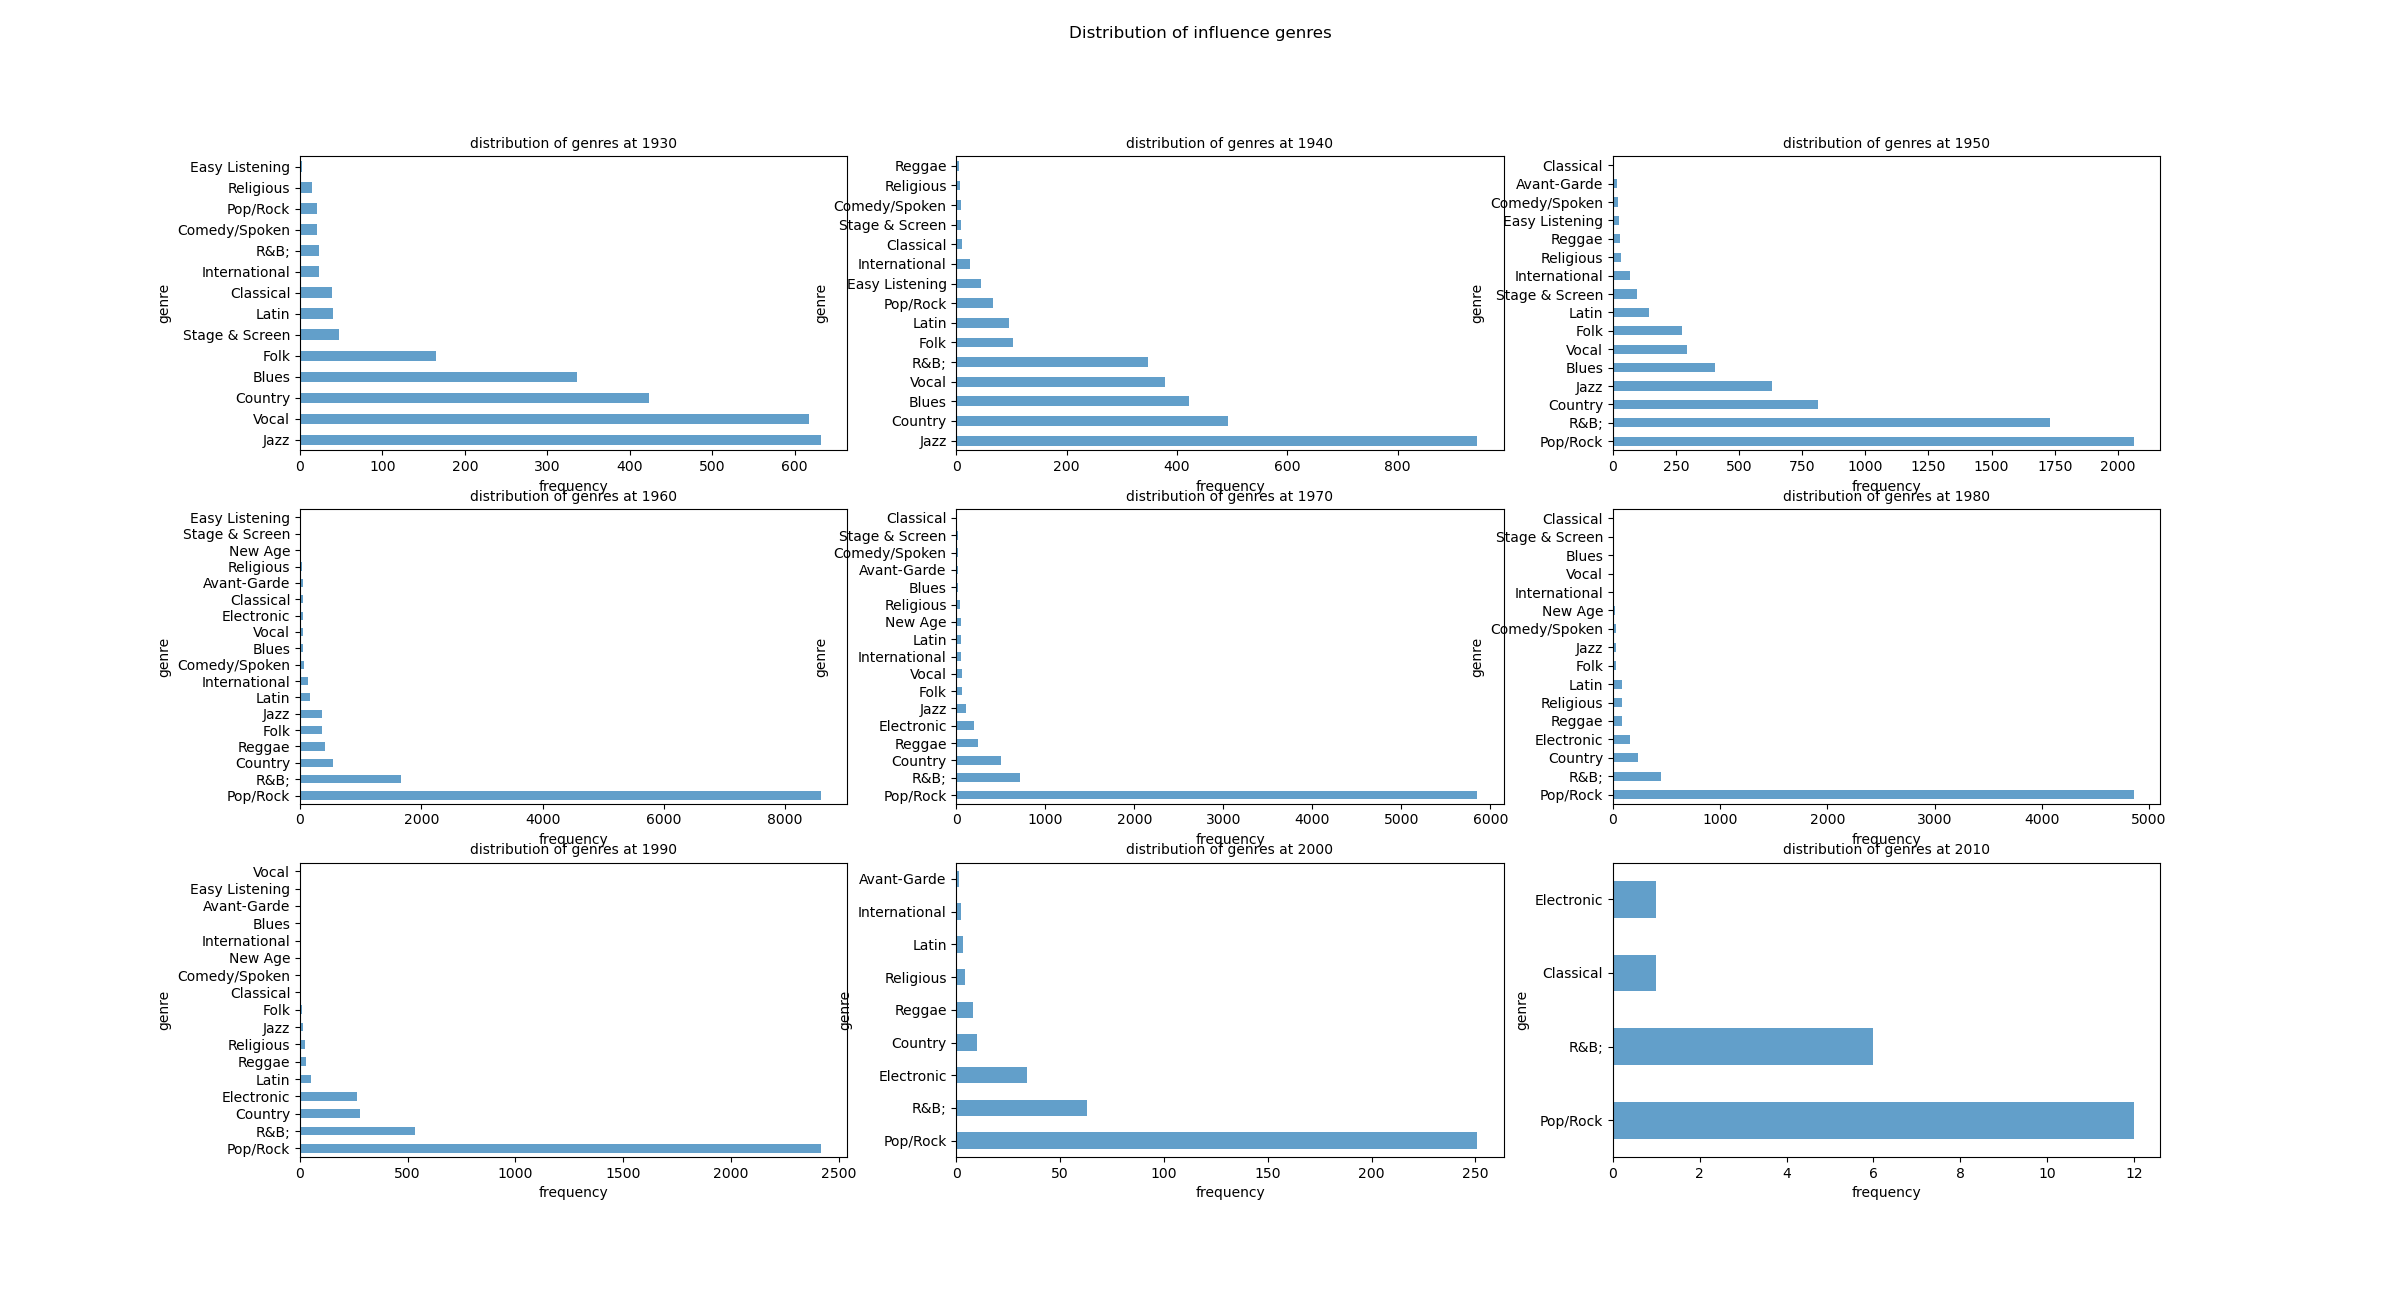 Distribution of influence genres
distribution of genres at 1930
genre
Easy Listening
Religious
Pop/Rock
Comedy/Spoken
R&B;
International
Classical
Latin
Stage & Screen
Folk
Blues
Country
Vocal
Jazz
0 100 200 300 400 500 600
frequency
distribution of genres at 1940
genre
Reggae
Religious
Comedy/Spoken
Stage & Screen
Classical
International
Easy Listening
Pop/Rock
Latin
Folk
R&B;
Vocal
Blues
Country
Jazz
0 200 400 600 800
frequency
distribution of genres at 1950
genre
Classical
Avant-Garde
Comedy/Spoken
Easy Listening
Reggae
Religious
International
Stage & Screen
Latin
Folk
Vocal
Blues
Jazz
Country
R&B;
Pop/Rock
0 250 500 750 1000 1250 1500 1750 2000
frequency
distribution of genres at 1960
genre
Easy Listening
Stage & Screen
New Age
Religious
Avant-Garde
Classical
Electronic
Vocal
Blues
Comedy/Spoken
International
Latin
Jazz
Folk
Reggae
Country
R&B;
Pop/Rock
0 2000 4000 6000 8000
frequency
distribution of genres at 1970
genre
Classical
Stage & Screen
Comedy/Spoken
Avant-Garde
Blues
Religious
New Age
Latin
International
Vocal
Folk
Jazz
Electronic
Reggae
Country
R&B;
Pop/Rock
0 1000 2000 3000 4000 5000 6000
frequency
distribution of genres at 1980
genre
Classical
Stage & Screen
Blues
Vocal
International
New Age
Comedy/Spoken
Jazz
Folk
Latin
Religious
Reggae
Electronic
Country
R&B;
Pop/Rock
0 1000 2000 3000 4000 5000
frequency
distribution of genres at 1990
genre
Vocal
Easy Listening
Avant-Garde
Blues
International
New Age
Comedy/Spoken
Classical
Folk
Jazz
Religious
Reggae
Latin
Electronic
Country
R&B;
Pop/Rock
0 500 1000 1500 2000 2500
frequency
distribution of genres at 2000
genre
Avant-Garde
International
Latin
Religious
Reggae
Country
Electronic
R&B;
Pop/Rock
0 50 100 150 200 250
frequency
distribution of genres at 2010
genre
Electronic
Classical
R&B;
Pop/Rock
0 2 4 6 8 10 12
frequency